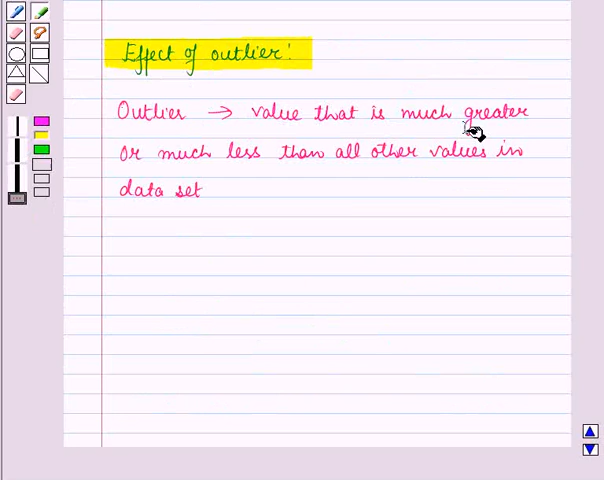 Effect of outlier:
Outlier → value that is much greater
or much less than all other values in
data set